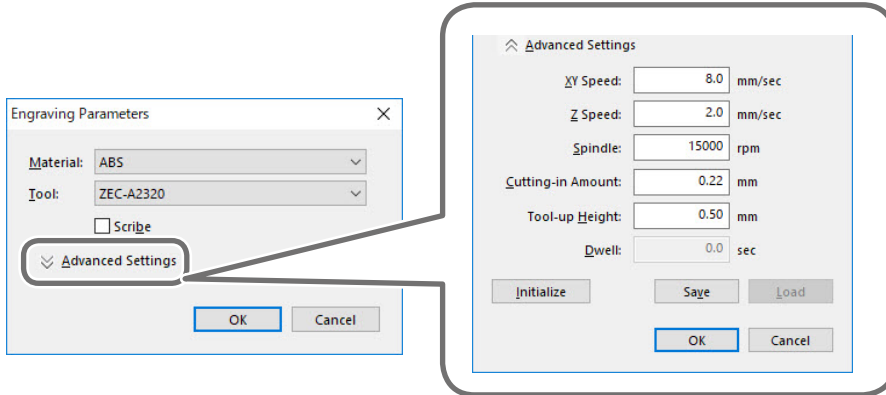 Engraving Parameters
Material: ABS
Tool: ZEC-A2320
Scribe
Advanced Settings
OK Cancel
Advanced Settings
XY Speed: 8.0 mm/sec
Z Speed: 2.0 mm/sec
Spindle: 15000 rpm
Cutting-in Amount: 0.22 mm
Tool-up Height: 0.50 mm
Dwell: 0.0 sec
Initialize Save Load
OK Cancel